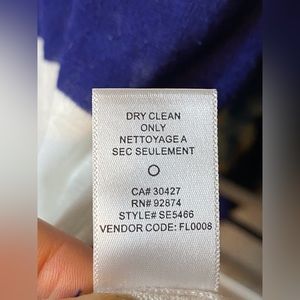 DRY CLEAN
ONLY
NETTOYAGE A
SEC SEULEMENT
CA# 30427
RN# 92874
STYLE# SE5466
VENDOR CODE: FL0008